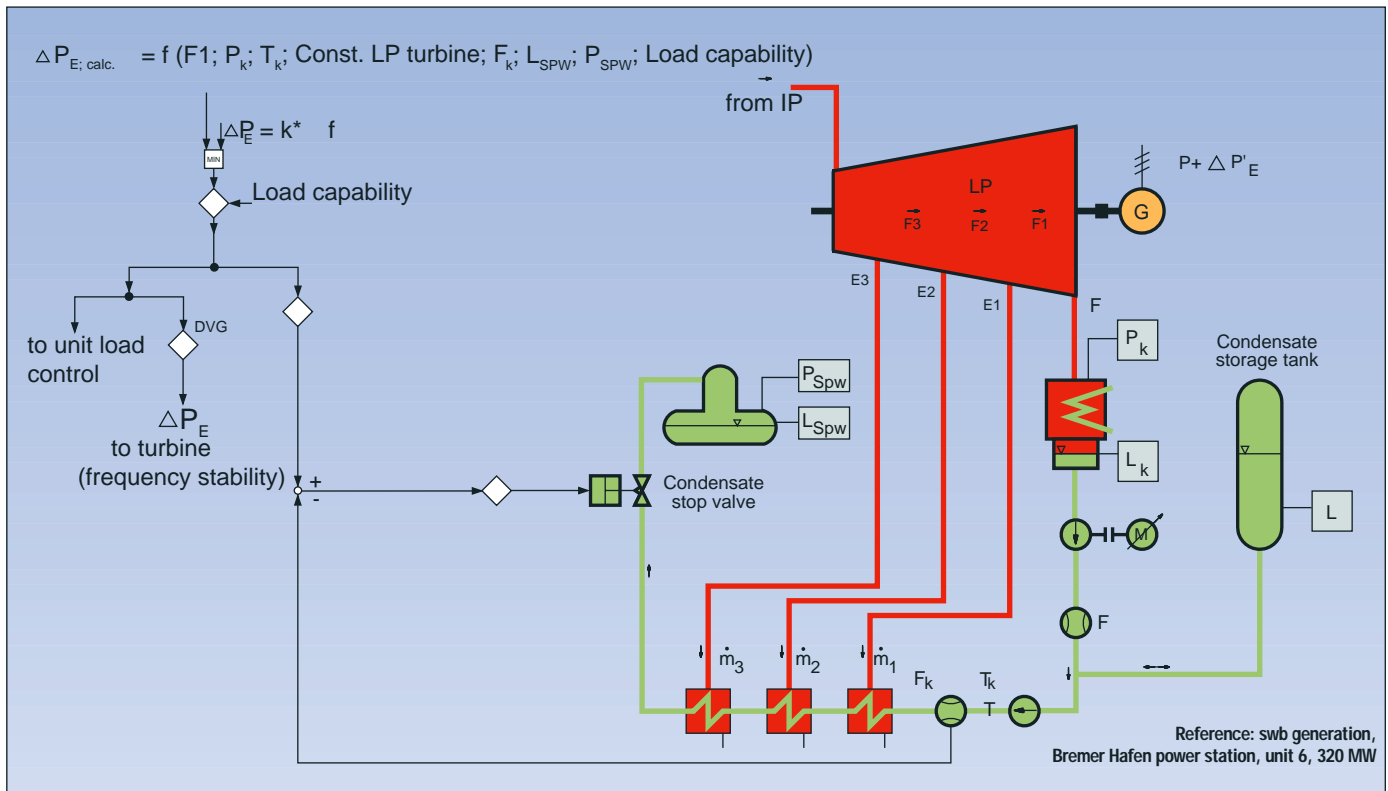 △ P E; calc. = f (F1; Pk; Tk; Const. LP turbine; Fk; LSPW; PSPW; Load capability)
from IP
△ PE = k* f
MIN
Load capability
LP
F3 F2 F1
G
P+ △ P'E
E3
E2
E1
F
DVG
to unit load
control
△ PE
to turbine
(frequency stability)
+
-
PSpw
LSpw
Condensate
stop valve
Pk
Lk
Condensate
storage tank
L
M
F
ṁ3
ṁ2
ṁ1
Fk
Tk
T
Reference: swb generation,
Bremer Hafen power station, unit 6, 320 MW